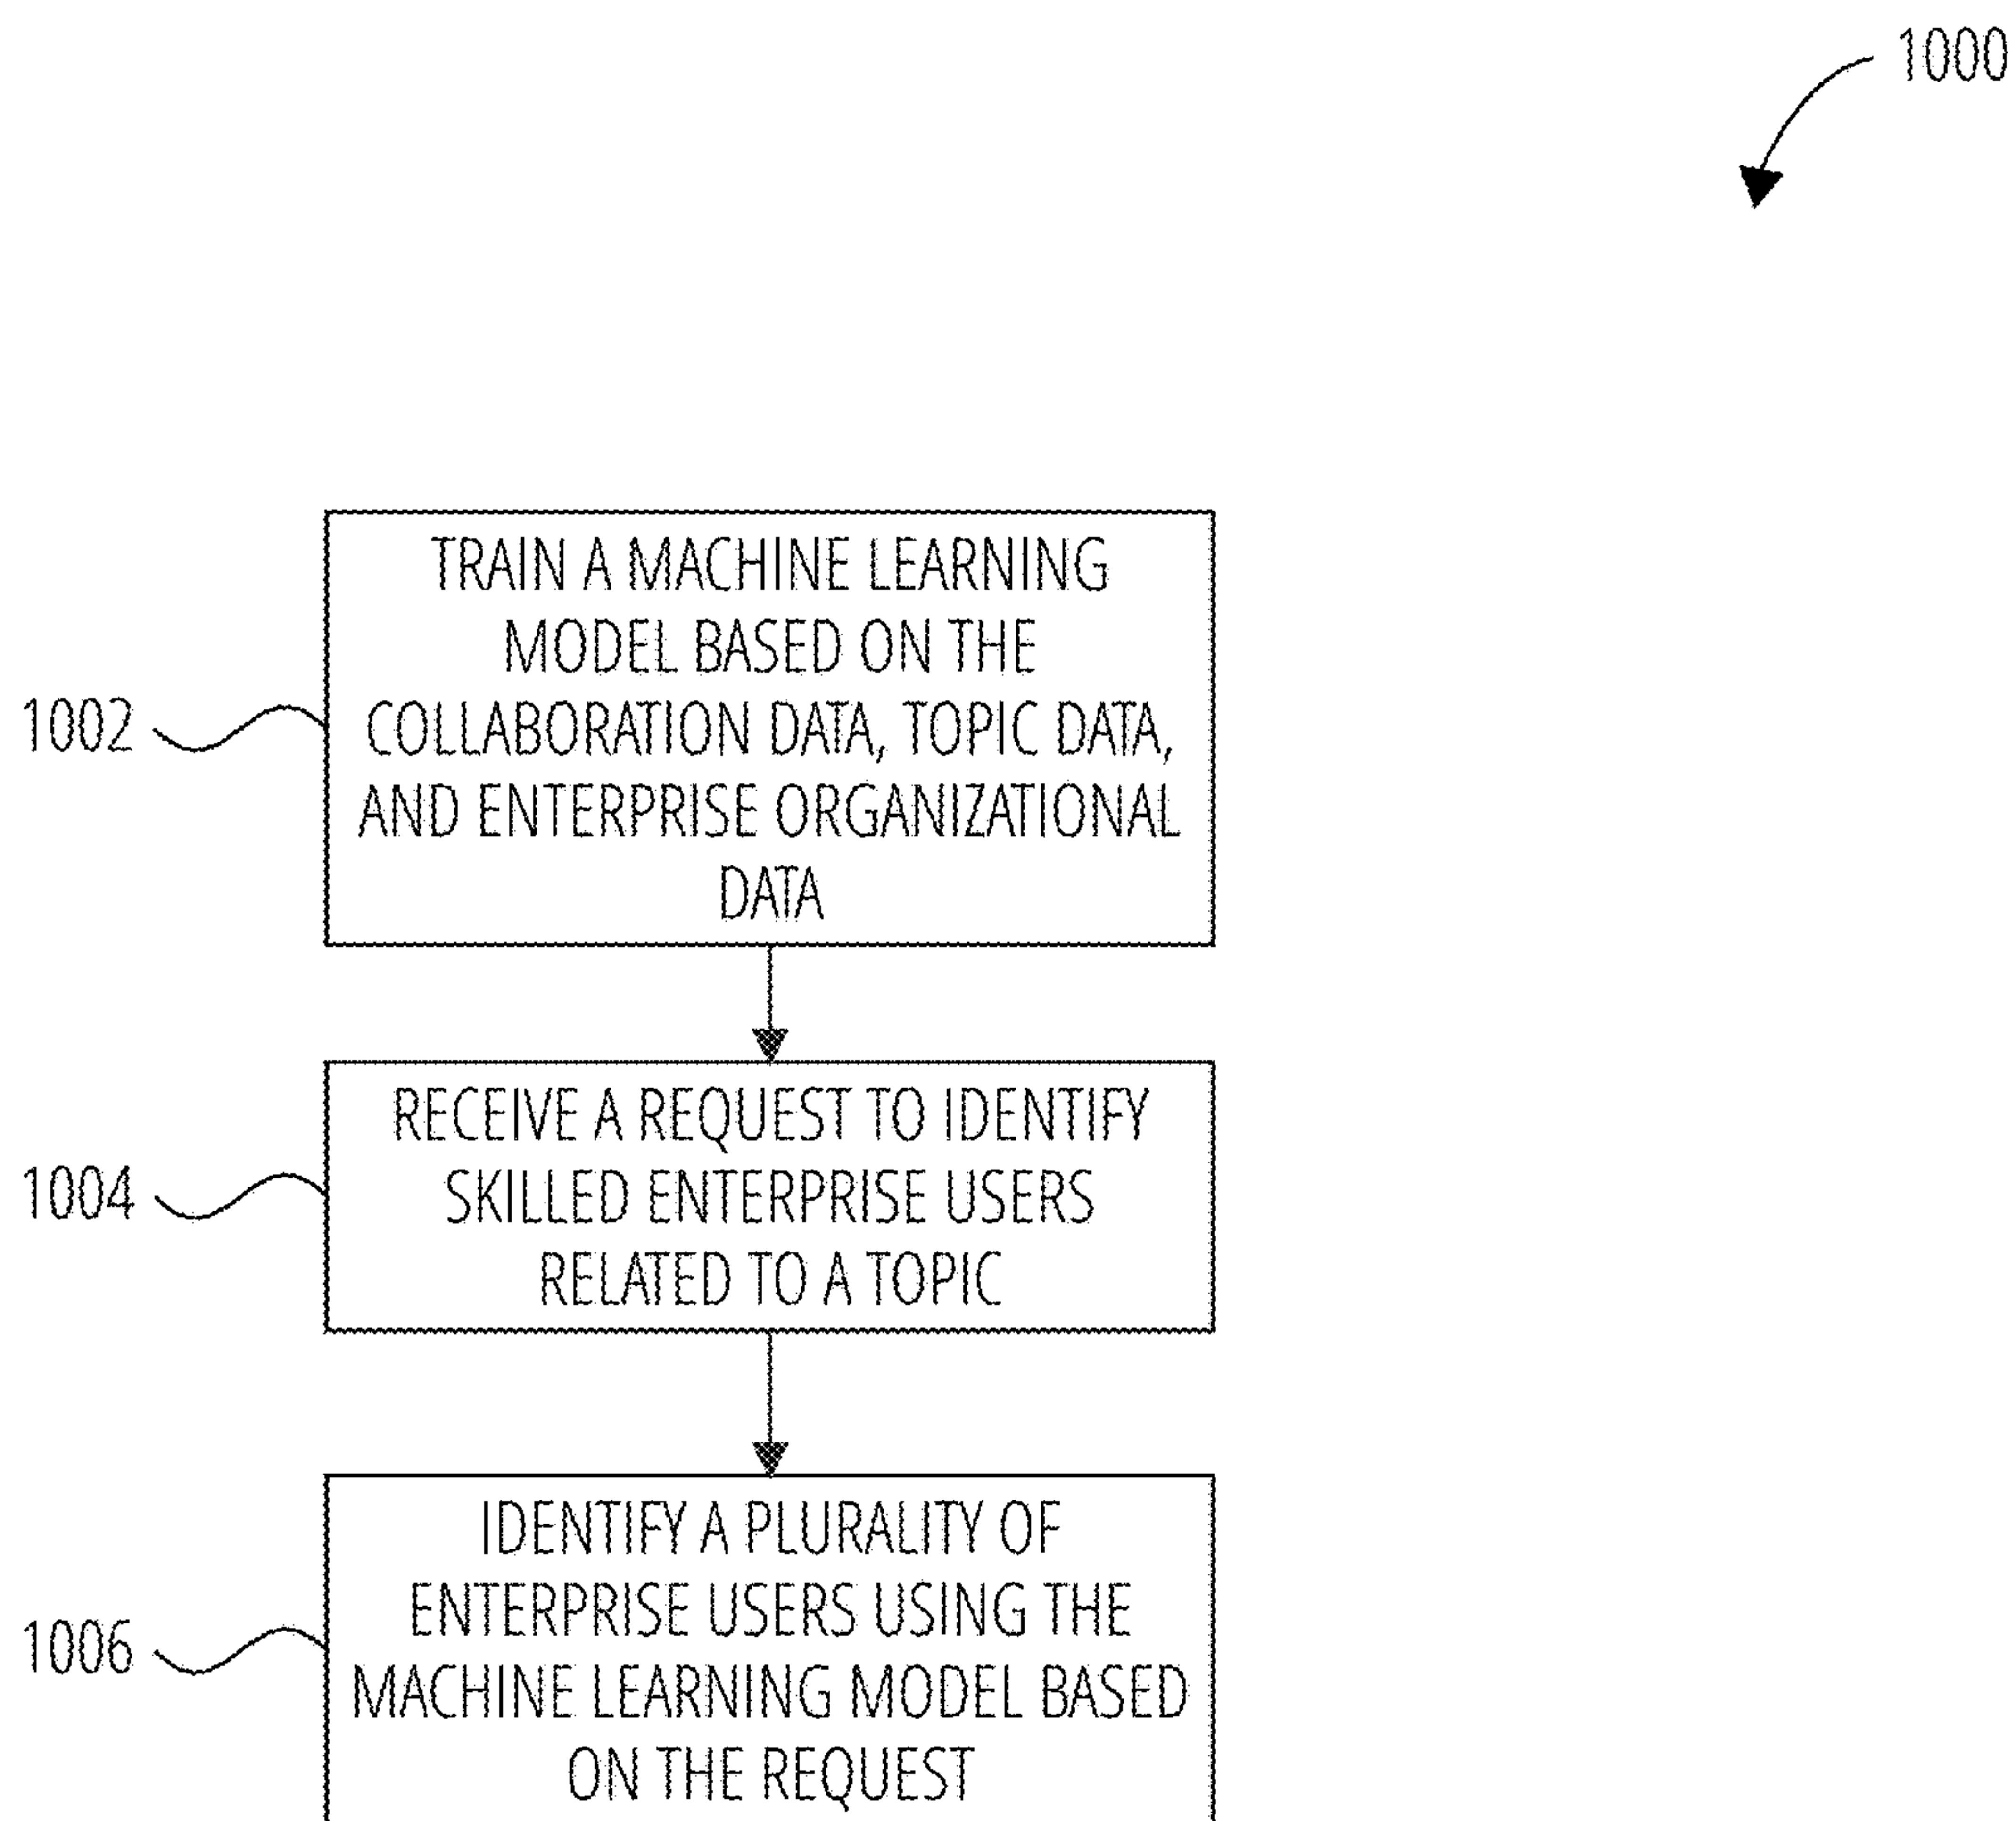 1000
TRAIN A MACHINE LEARNING
MODEL BASED ON THE
COLLABORATION DATA, TOPIC DATA,
AND ENTERPRISE ORGANIZATIONAL
DATA
1002
RECEIVE A REQUEST TO IDENTIFY
SKILLED ENTERPRISE USERS
RELATED TO A TOPIC
1004
IDENTIFY A PLURALITY OF
ENTERPRISE USERS USING THE
MACHINE LEARNING MODEL BASED
ON THE REQUEST
1006